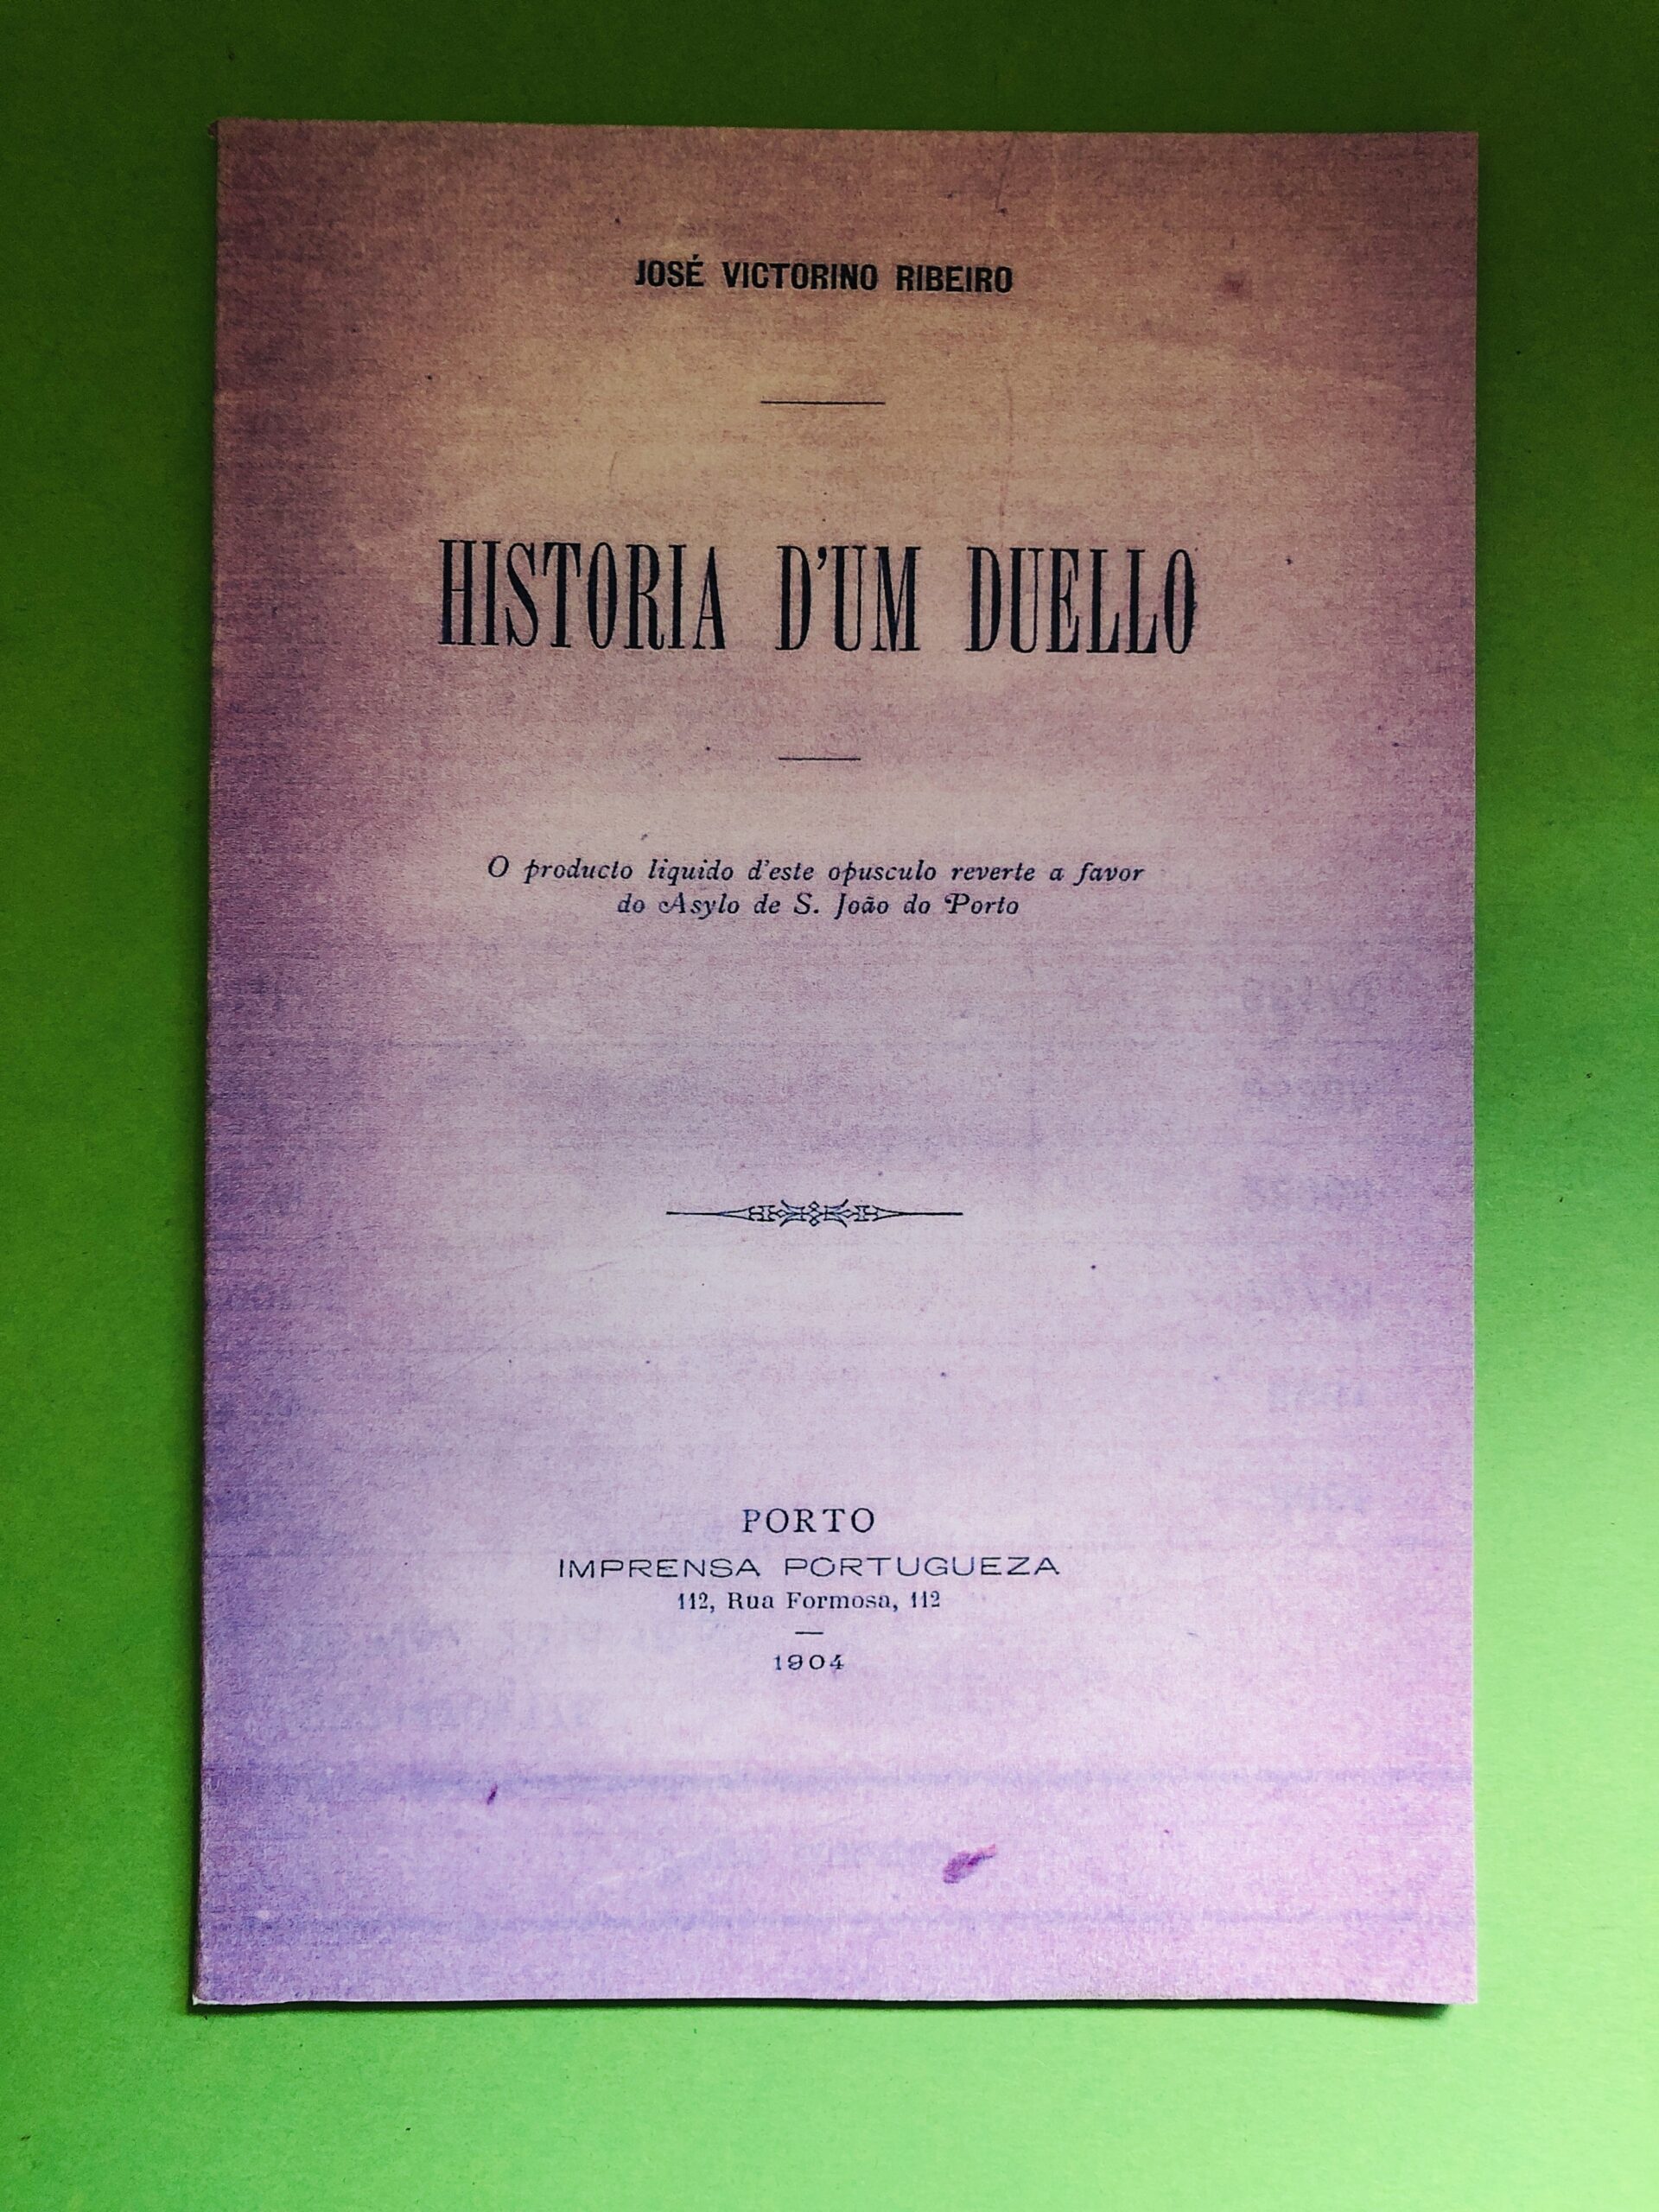 JOSÉ VICTORINO RIBEIRO
HISTORIA D'UM DUELLO
O producto liquido d'este opusculo reverte a favor
do Asylo de S. João do Porto
PORTO
IMPRENSA PORTUGUEZA
112, Rua Formosa, 112
1904